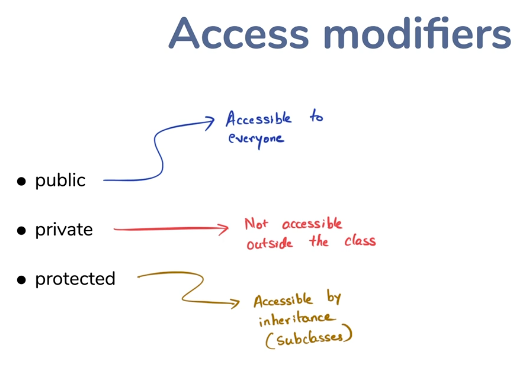 Access modifiers
Accessible to
everyone
• public
• private
Not accessible
outside the class
• protected
Accessible by
inheritance
(subclasses)